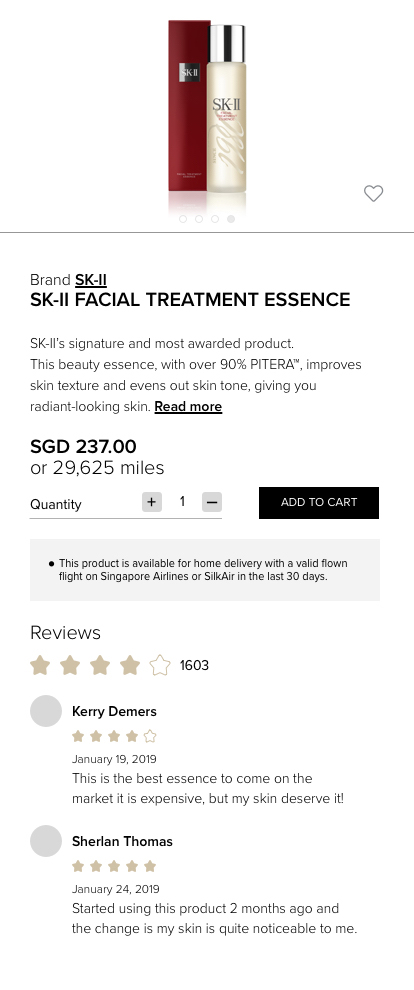 SK-II
SK-II
FACIAL
TREATMENT
ESSENCE
Brand SK-II
SK-II FACIAL TREATMENT ESSENCE
SK-II’s signature and most awarded product.
This beauty essence, with over 90% PITERA™, improves
skin texture and evens out skin tone, giving you
radiant-looking skin. Read more
SGD 237.00
or 29,625 miles
Quantity + 1 − ADD TO CART
• This product is available for home delivery with a valid flown
flight on Singapore Airlines or SilkAir in the last 30 days.
Reviews
1603
Kerry Demers
January 19, 2019
This is the best essence to come on the
market it is expensive, but my skin deserve it!
Sherlan Thomas
January 24, 2019
Started using this product 2 months ago and
the change is my skin is quite noticeable to me.